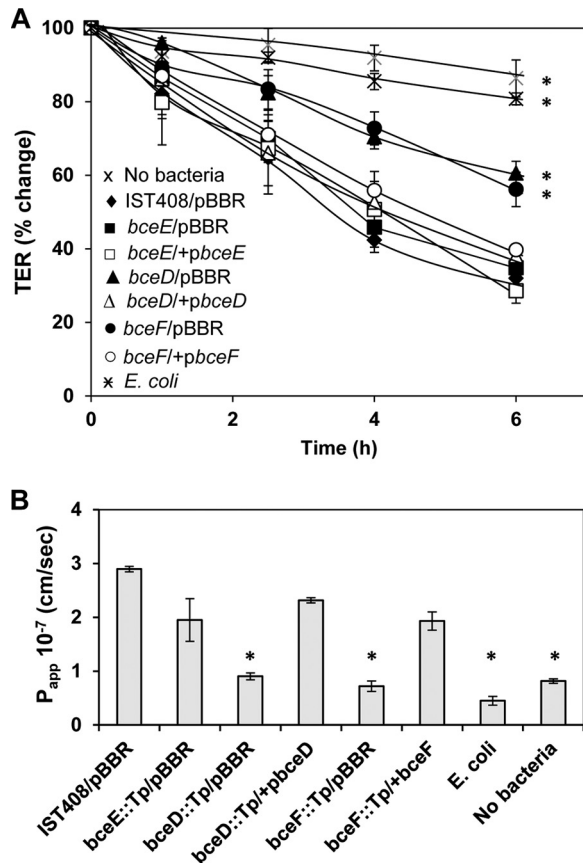 A
100
80
60
40
20
0
TER (% change)
No bacteria
IST408/pBBR
bceE/pBBR
bceE/+pbceE
bceD/pBBR
bceD/+pbceD
bceF/pBBR
bceF/+pbceF
E. coli
*
*
*
*
0 2 4 6
Time (h)
B
4
3
2
1
0
Papp 10-7 (cm/sec)
* * * *
IST408/pBBR
bceE::Tp/pBBR
bceD::Tp/pBBR
bceD::Tp/+pbceD
bceF::Tp/pBBR
bceF::Tp/+bceF
E. coli
No bacteria